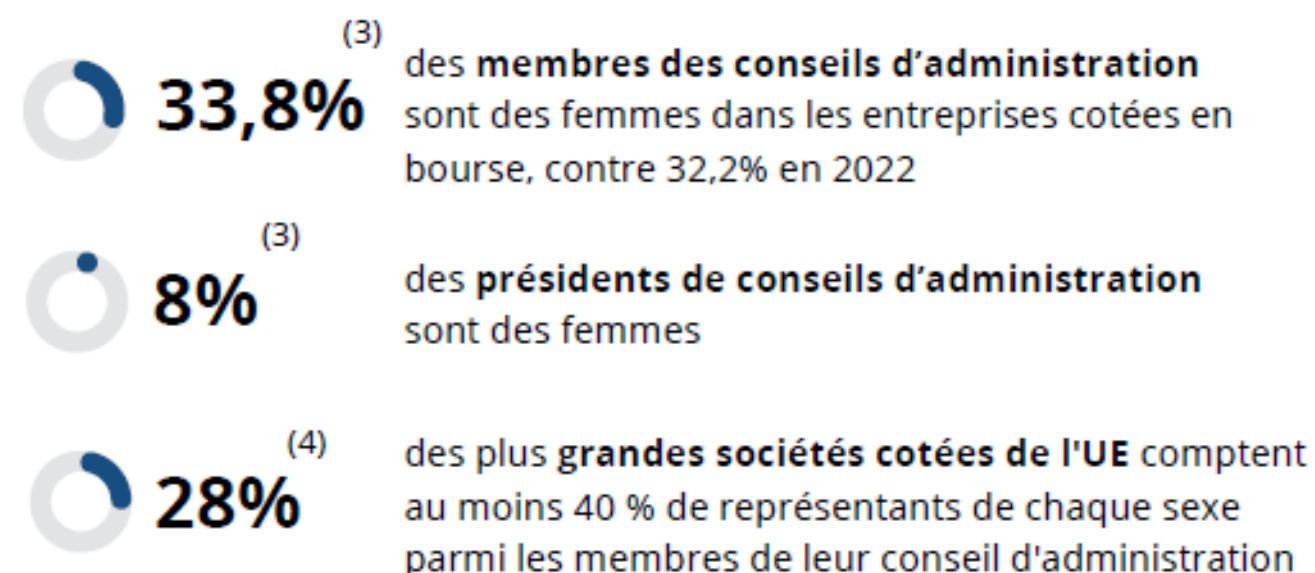 (3)
33,8%
des membres des conseils d’administration
sont des femmes dans les entreprises cotées en
bourse, contre 32,2% en 2022
(3)
8%
des présidents de conseils d’administration
sont des femmes
(4)
28%
des plus grandes sociétés cotées de l'UE comptent
au moins 40 % de représentants de chaque sexe
parmi les membres de leur conseil d'administration